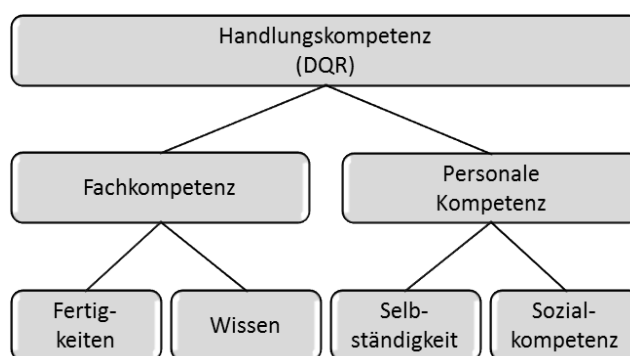 Handlungskompetenz
(DQR)
Fachkompetenz
Personale
Kompetenz
Fertig-
keiten
Wissen
Selb-
ständigkeit
Sozial-
kompetenz